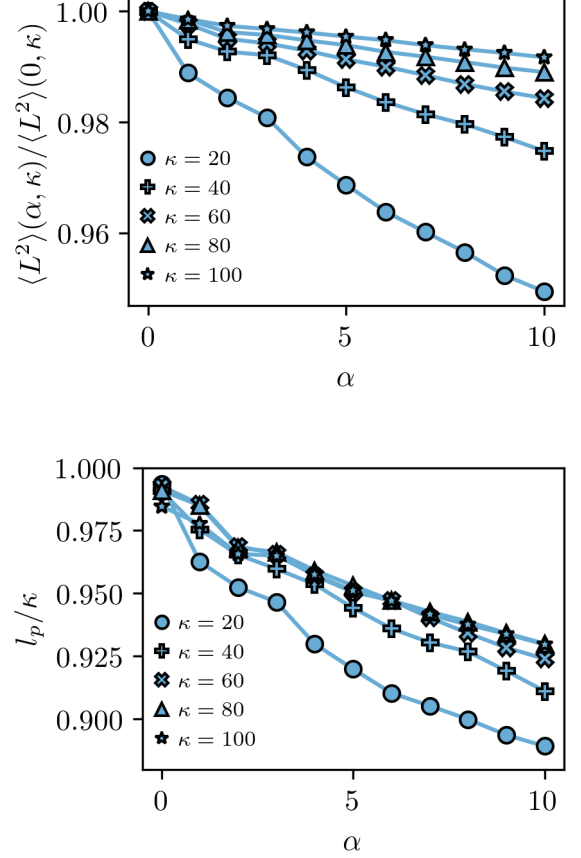 1.00
0.98
0.96
⟨L²⟩(α, κ)/⟨L²⟩(0, κ)
κ = 20
κ = 40
κ = 60
κ = 80
κ = 100
0 5 10
α
1.000
0.975
0.950
0.925
0.900
l_p/κ
κ = 20
κ = 40
κ = 60
κ = 80
κ = 100
0 5 10
α